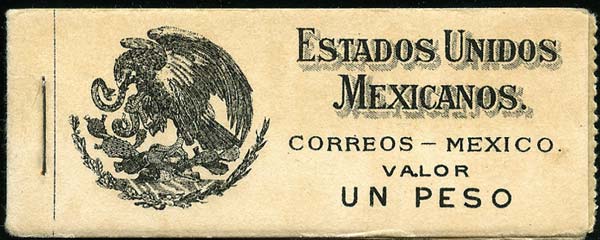 ESTADOS UNIDOS
MEXICANOS.
CORREOS – MEXICO.
VALOR
UN PESO